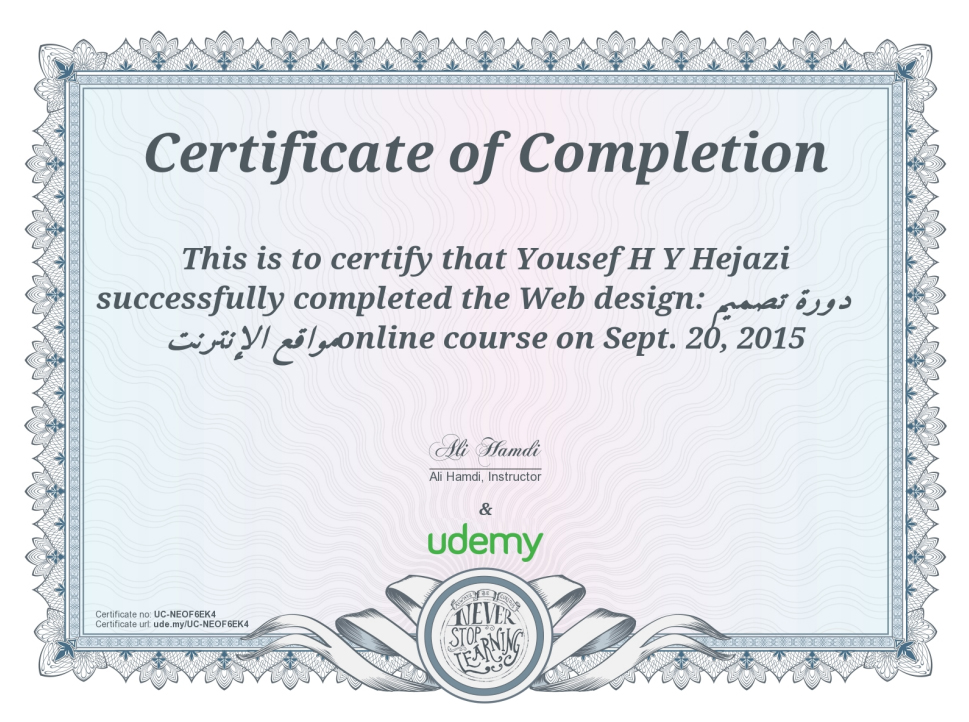 Certificate of Completion
This is to certify that Yousef H Y Hejazi
successfully completed the Web design: دورة تصميم
مواقع الإنترنت online course on Sept. 20, 2015
Ali Hamdi
Ali Hamdi, Instructor
&
udemy
Certificate no: UC-NEOF6EK4
Certificate url: ude.my/UC-NEOF6EK4
NEVER
STOP
LEARNING